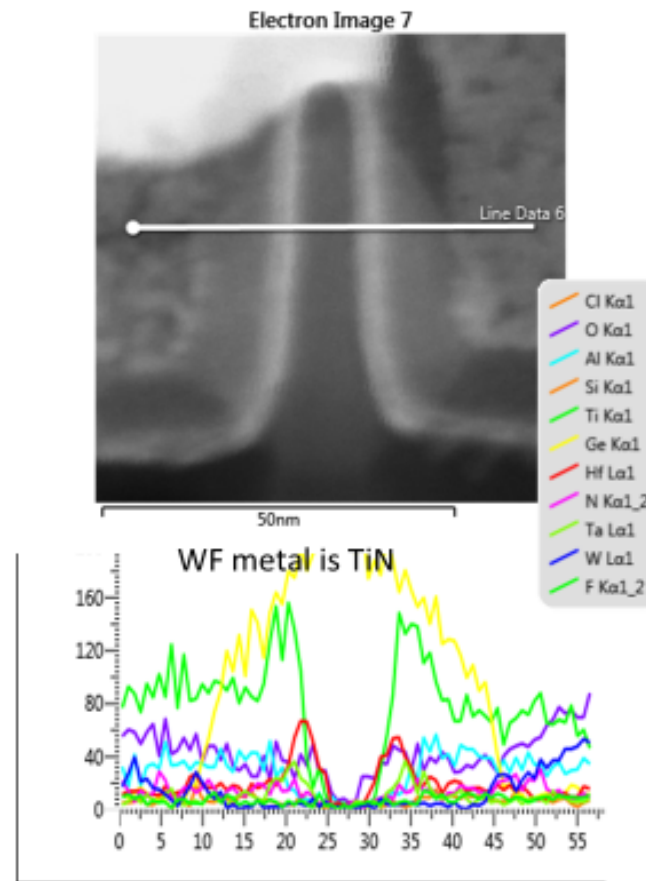 Electron Image 7
Line Data 6
Cl Kα1
O Kα1
Al Kα1
Si Kα1
Ti Kα1
Ge Kα1
Hf Lα1
N Kα1_2
Ta Lα1
W Lα1
F Kα1_2
50nm
WF metal is TiN
160
120
80
40
0
0 5 10 15 20 25 30 35 40 45 50 55